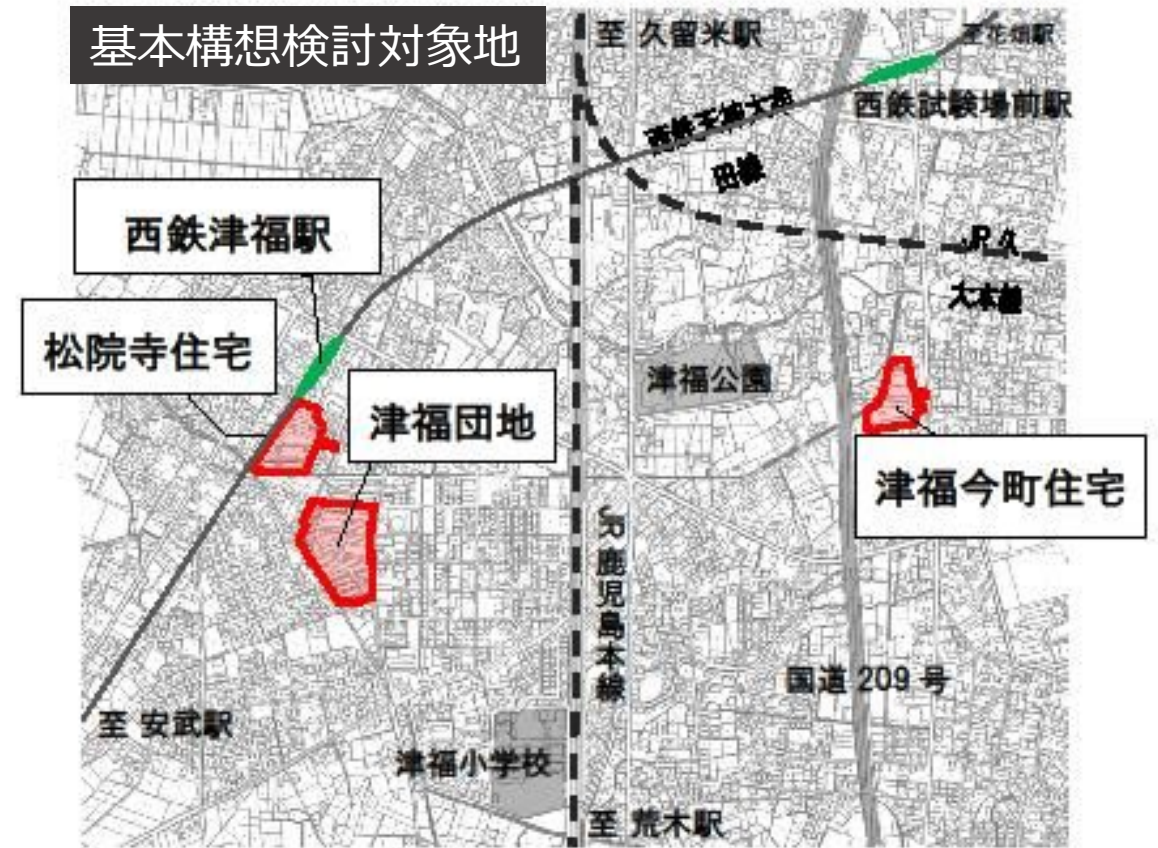 基本構想検討対象地
至 久留米駅
至花畑駅
西鉄試験場前駅
西鉄天神大牟
田線
西鉄津福駅
JR久
大本線
松院寺住宅
津福公園
津福団地
津福今町住宅
JR鹿児島本線
国道209号
至 安武駅
津福小学校
至 荒木駅